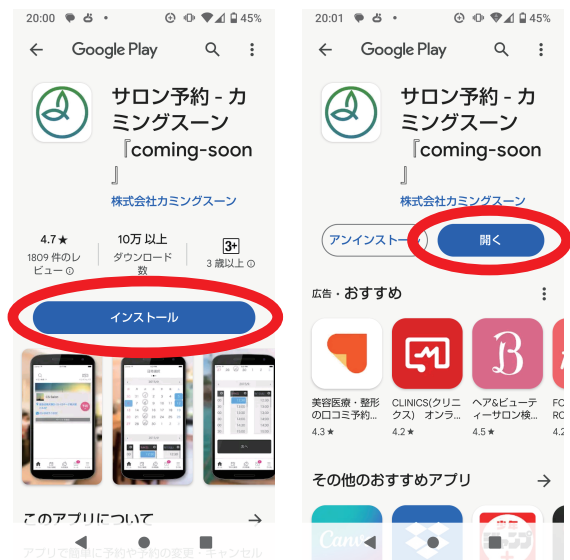 20:00
45%
Google Play
サロン予約 - カ
ミングスーン
『coming-soon
』
株式会社カミングスーン
4.7★
1809 件のレ
ビュー
10万 以上
ダウンロード
数
3+
3 歳以上
インストール
このアプリについて
アプリで簡単に予約や予約の変更・キャンセル
20:01
45%
Google Play
サロン予約 - カ
ミングスーン
『coming-soon
』
株式会社カミングスーン
アンインストー
開く
広告・おすすめ
美容医療・整形
の口コミ予約...
4.3★
CLINICS(クリニ
クス) オンラ...
4.2★
B
ヘア&ビューテ
ィーサロン検...
4.5★
FC
RC
4.2
その他のおすすめアプリ
Canv